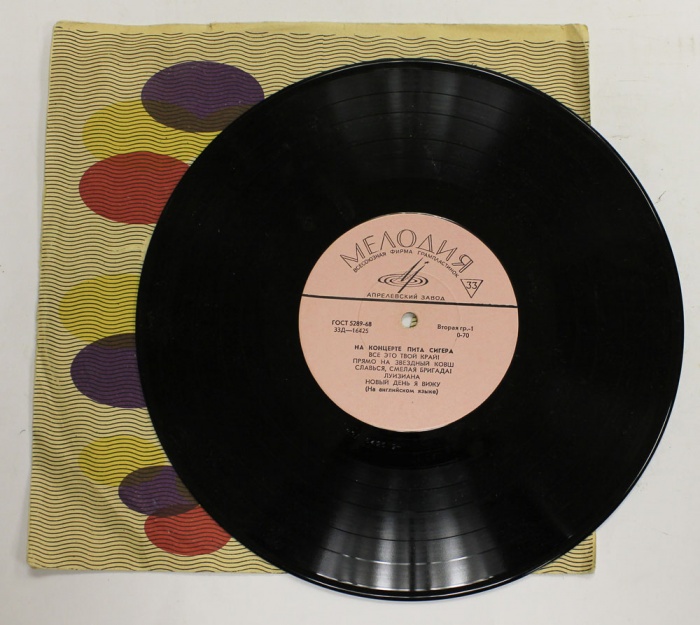 МЕЛОДИЯ
ВСЕСОЮЗНАЯ ФИРМА ГРАМПЛАСТИНОК
33
АПРЕЛЕВСКИЙ ЗАВОД
ГОСТ 5289-68
33Д—16425
Вторая гр.-1
0-70
НА КОНЦЕРТЕ ПИТА СИГЕРА
ВСЕ ЭТО ТВОЙ КРАЙ!
ПРЯМО НА ЗВЕЗДНЫЙ КОВШ
СЛАВЬСЯ, СМЕЛАЯ БРИГАДА!
ЛУИЗИАНА
НОВЫЙ ДЕНЬ Я ВИЖУ
(На английском языке)